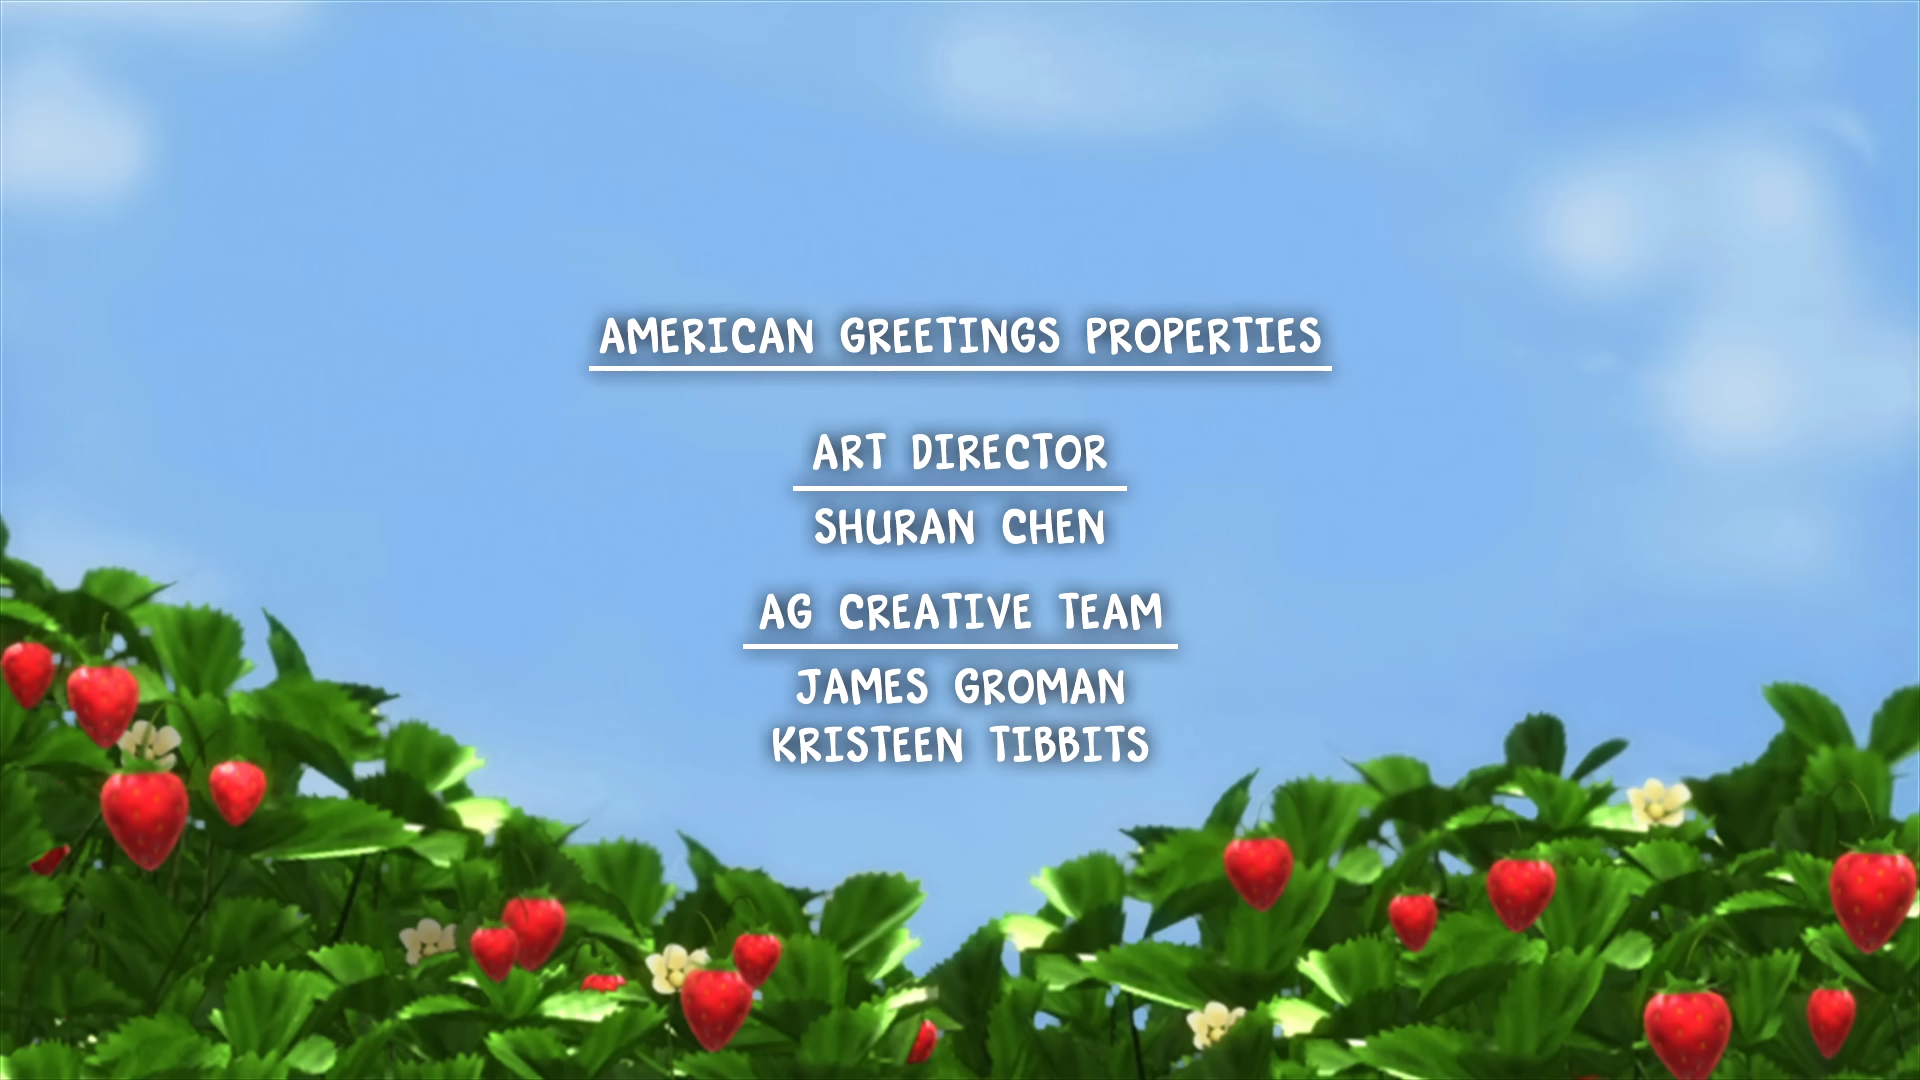 AMERICAN GREETINGS PROPERTIES
ART DIRECTOR
SHURAN CHEN
AG CREATIVE TEAM
JAMES GROMAN
KRISTEEN TIBBITS